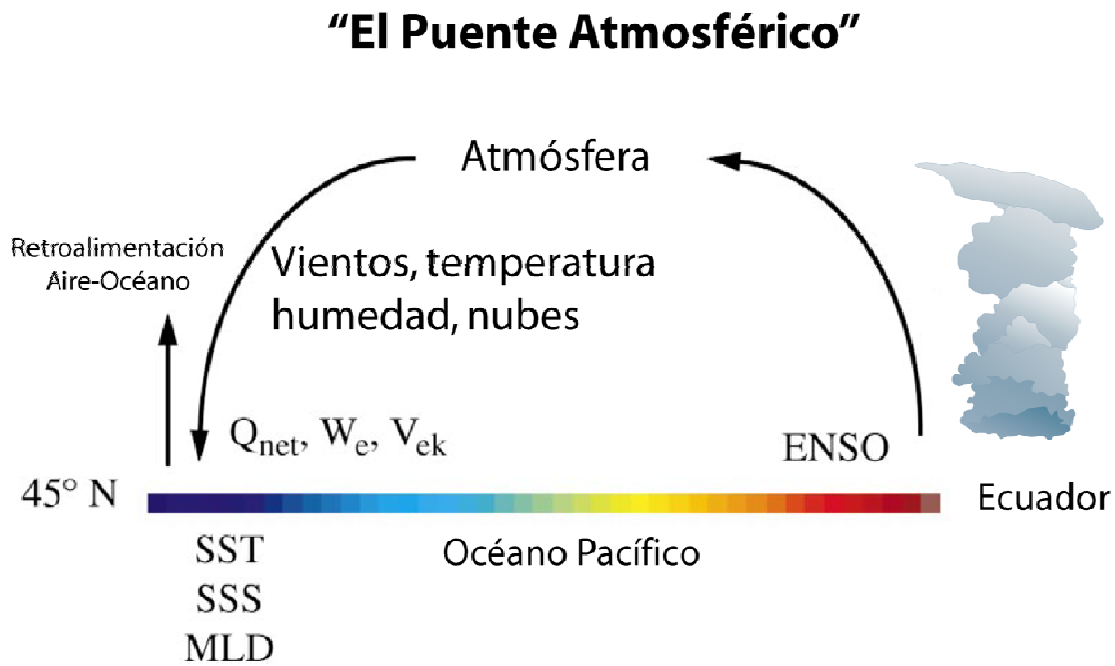 “El Puente Atmosférico”
Atmósfera
Retroalimentación
Aire-Océano
Vientos, temperatura
humedad, nubes
Qnet, We, Vek
ENSO
45° N
Ecuador
SST
Océano Pacífico
SSS
MLD